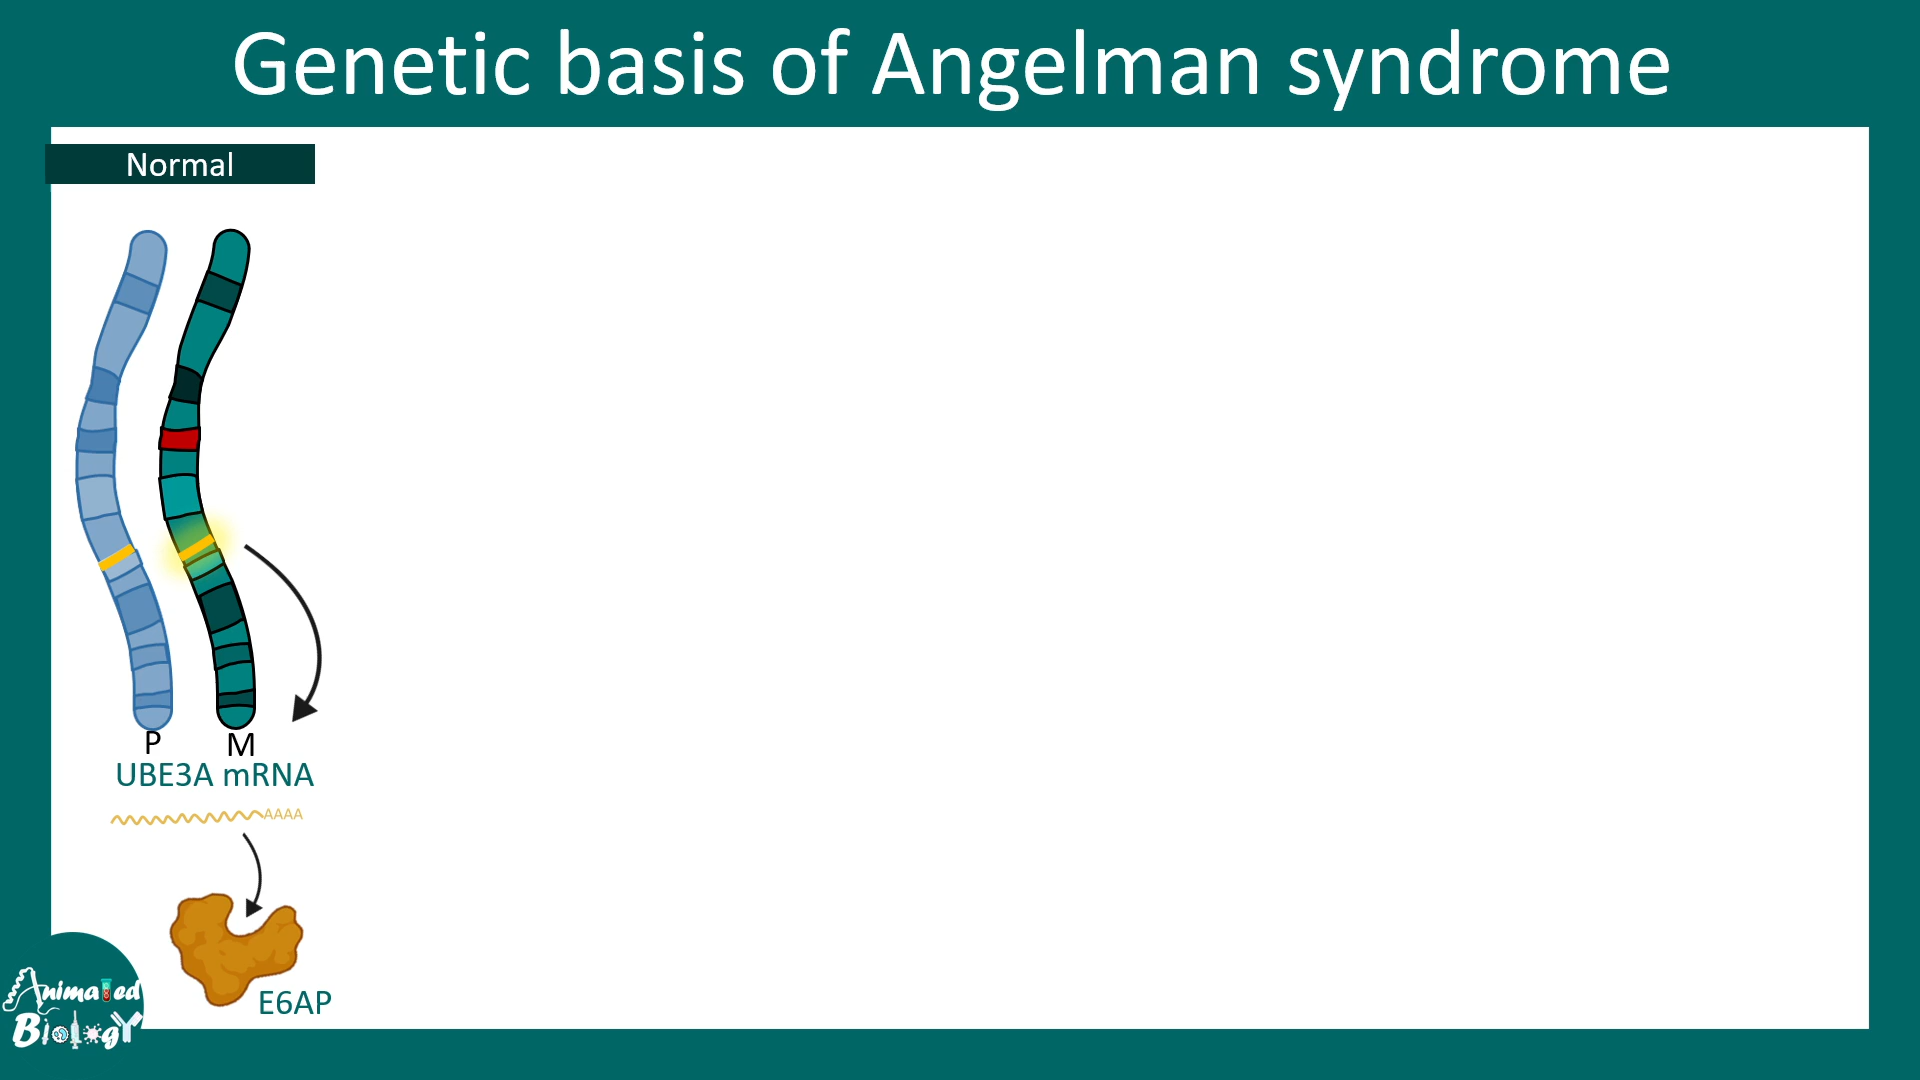 Genetic basis of Angelman syndrome
Normal
P M
UBE3A mRNA
AAAA
E6AP
Animated
Biology